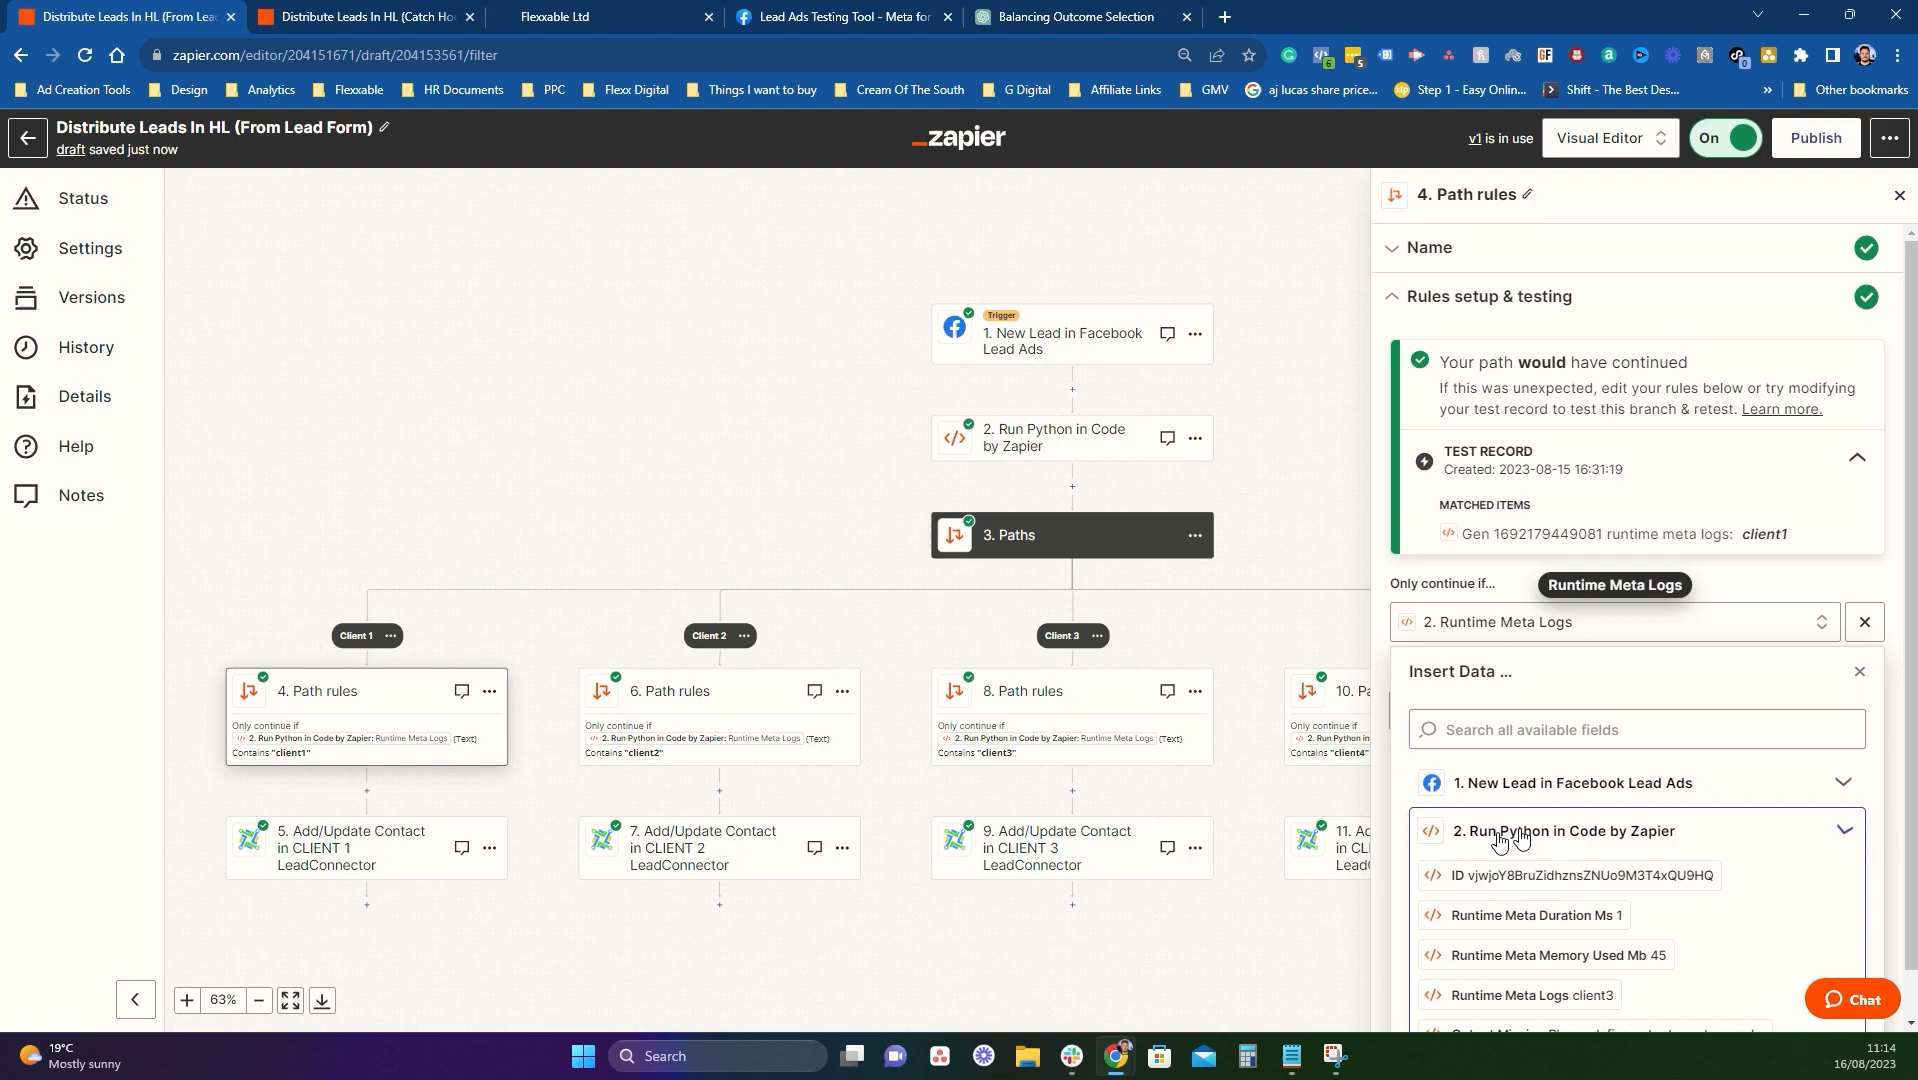 Distribute Leads In HL (From Lea
Distribute Leads In HL (Catch Ho
Flexxable Ltd
Lead Ads Testing Tool - Meta for
Balancing Outcome Selection
zapier.com/editor/204151671/draft/204153561/filter
Ad Creation Tools
Design
Analytics
Flexxable
HR Documents
PPC
Flexx Digital
Things I want to buy
Cream Of The South
G Digital
Affiliate Links
GMV
aj lucas share price...
Step 1 - Easy Onlin...
Shift - The Best Des...
»
Other bookmarks
Distribute Leads In HL (From Lead Form)
draft saved just now
zapier
v1 is in use
Visual Editor
On
Publish
Status
Settings
Versions
History
Details
Help
Notes
Trigger
1. New Lead in Facebook
Lead Ads
2. Run Python in Code
by Zapier
3. Paths
Client 1
Client 2
Client 3
4. Path rules
Only continue if
2. Run Python in Code by Zapier: Runtime Meta Logs (Text)
Contains "client1"
6. Path rules
Only continue if
2. Run Python in Code by Zapier: Runtime Meta Logs (Text)
Contains "client2"
8. Path rules
Only continue if
2. Run Python in Code by Zapier: Runtime Meta Logs (Text)
Contains "client3"
10. Pa
Only continue if
2. Run Python in
Contains "client4"
5. Add/Update Contact
in CLIENT 1
LeadConnector
7. Add/Update Contact
in CLIENT 2
LeadConnector
9. Add/Update Contact
in CLIENT 3
LeadConnector
11. Ad
in CLI
Lead
63%
4. Path rules
Name
Rules setup & testing
Your path would have continued
If this was unexpected, edit your rules below or try modifying
your test record to test this branch & retest. Learn more.
TEST RECORD
Created: 2023-08-15 16:31:19
MATCHED ITEMS
Gen 1692179449081 runtime meta logs: client1
Only continue if...
Runtime Meta Logs
2. Runtime Meta Logs
Insert Data ...
Search all available fields
1. New Lead in Facebook Lead Ads
2. Run Python in Code by Zapier
ID vjwjoY8BruZidhznsZNUo9M3T4xQU9HQ
Runtime Meta Duration Ms 1
Runtime Meta Memory Used Mb 45
Runtime Meta Logs client3
Chat
19°C
Mostly sunny
Search
11:14
16/08/2023